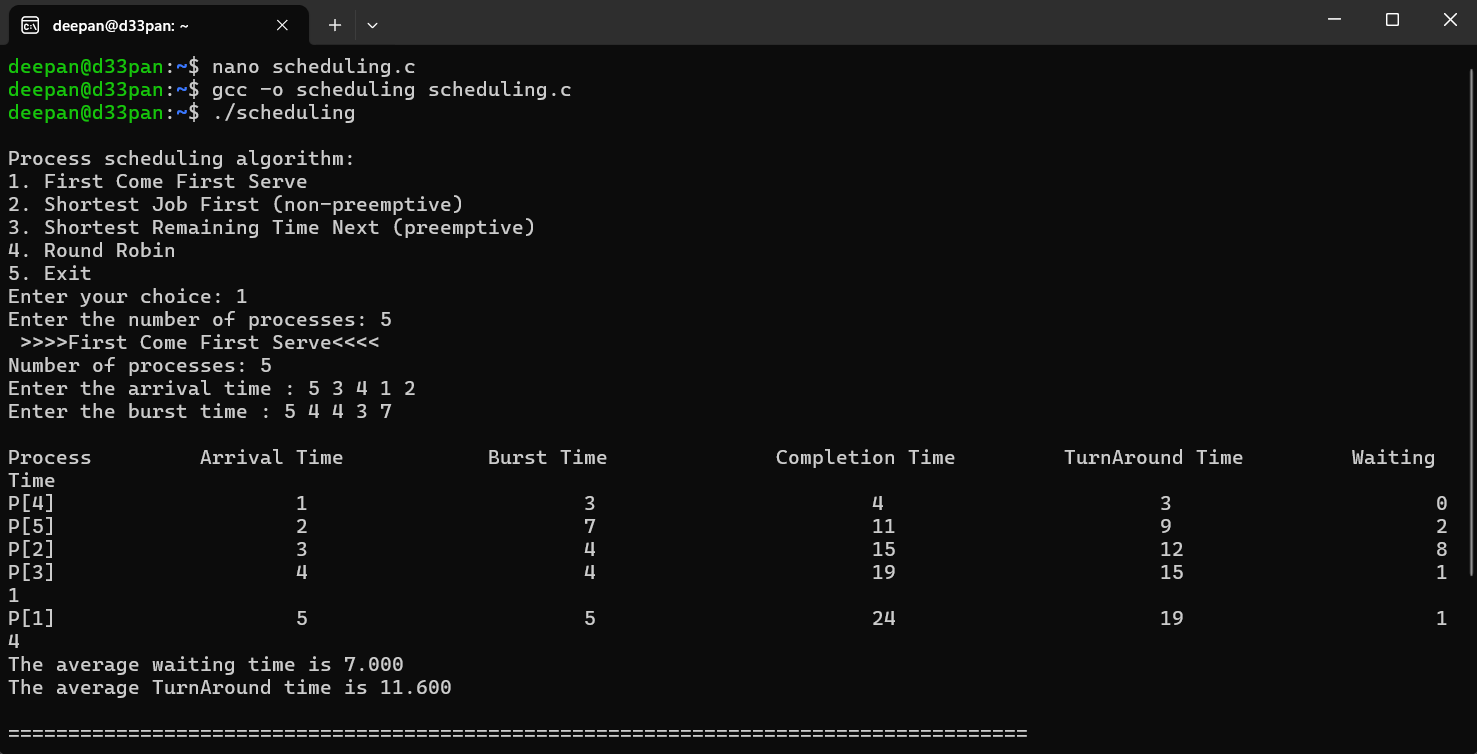 deepan@d33pan: ~
deepan@d33pan:~$ nano scheduling.c
deepan@d33pan:~$ gcc -o scheduling scheduling.c
deepan@d33pan:~$ ./scheduling
Process scheduling algorithm:
1. First Come First Serve
2. Shortest Job First (non-preemptive)
3. Shortest Remaining Time Next (preemptive)
4. Round Robin
5. Exit
Enter your choice: 1
Enter the number of processes: 5
 >>>>First Come First Serve<<<<
Number of processes: 5
Enter the arrival time : 5 3 4 1 2
Enter the burst time : 5 4 4 3 7
Process         Arrival Time            Burst Time              Completion Time         TurnAround Time         Waiting
Time
P[4]                    1                       3                       4                       3                      0
P[5]                    2                       7                       11                      9                      2
P[2]                    3                       4                       15                      12                     8
P[3]                    4                       4                       19                      15                     1
1
P[1]                    5                       5                       24                      19                     1
4
The average waiting time is 7.000
The average TurnAround time is 11.600
=====================================================================================